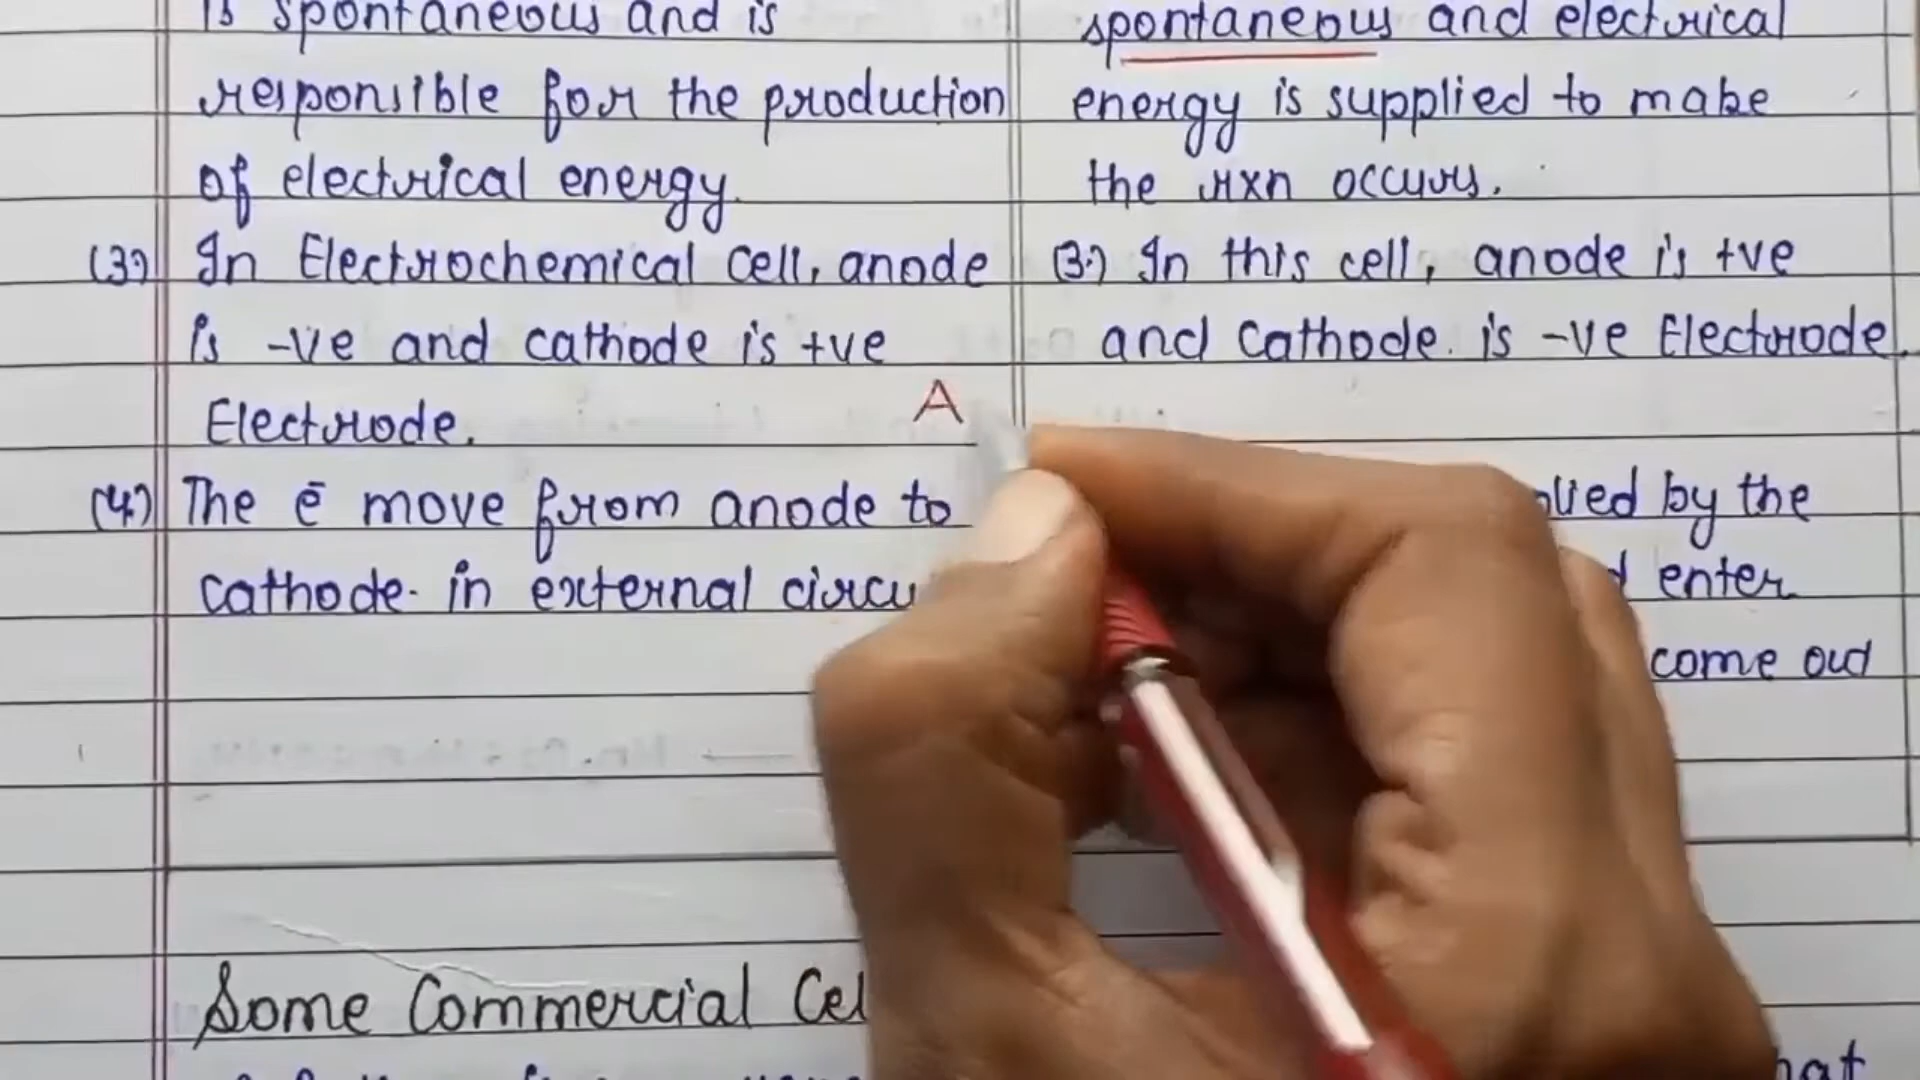 is spontaneous and is
responsible for the production
of electrical energy.
(3) In Electrochemical cell, anode
is -ve and cathode is +ve
Electrode.
A
(4) The ē move from anode to
cathode. in external
spontaneous and electrical
energy is supplied to make
the rxn occurs.
(3.) In this cell, anode is +ve
and cathode. is -ve Electrode.
by the
enter
come out
Some Commercial